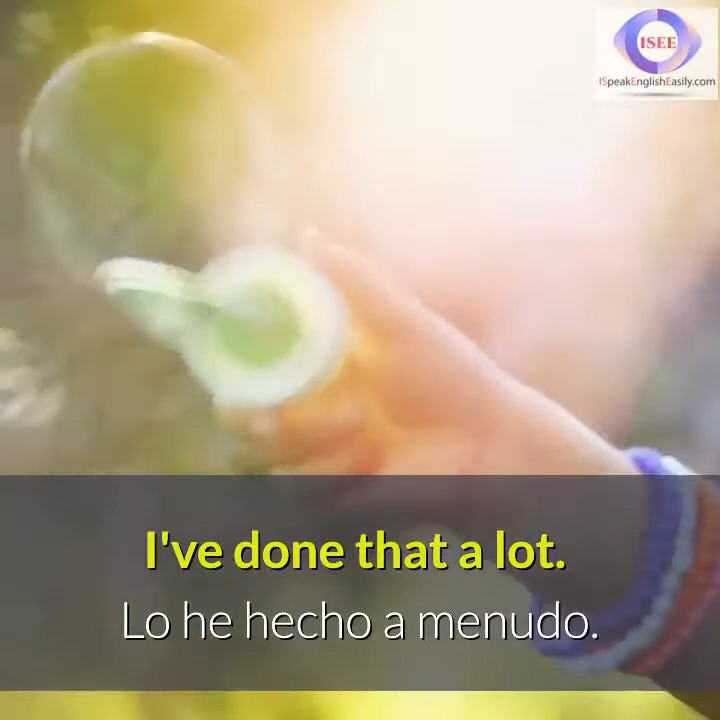 ISEE
ISpeakEnglishEasily.com
I've done that a lot.
Lo he hecho a menudo.